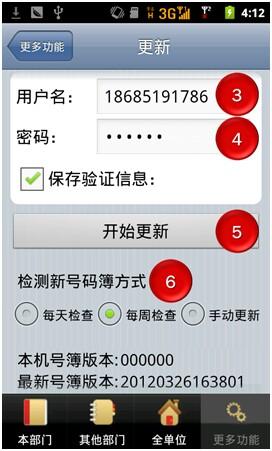 3G 4:12
更多功能 更新
用户名: 18685191786 3
密码: •••••• 4
保存验证信息:
开始更新 5
检测新号码簿方式 6
每天检查 每周检查 手动更新
本机号簿版本:000000
最新号簿版本:20120326163801
本部门 其他部门 全单位 更多功能